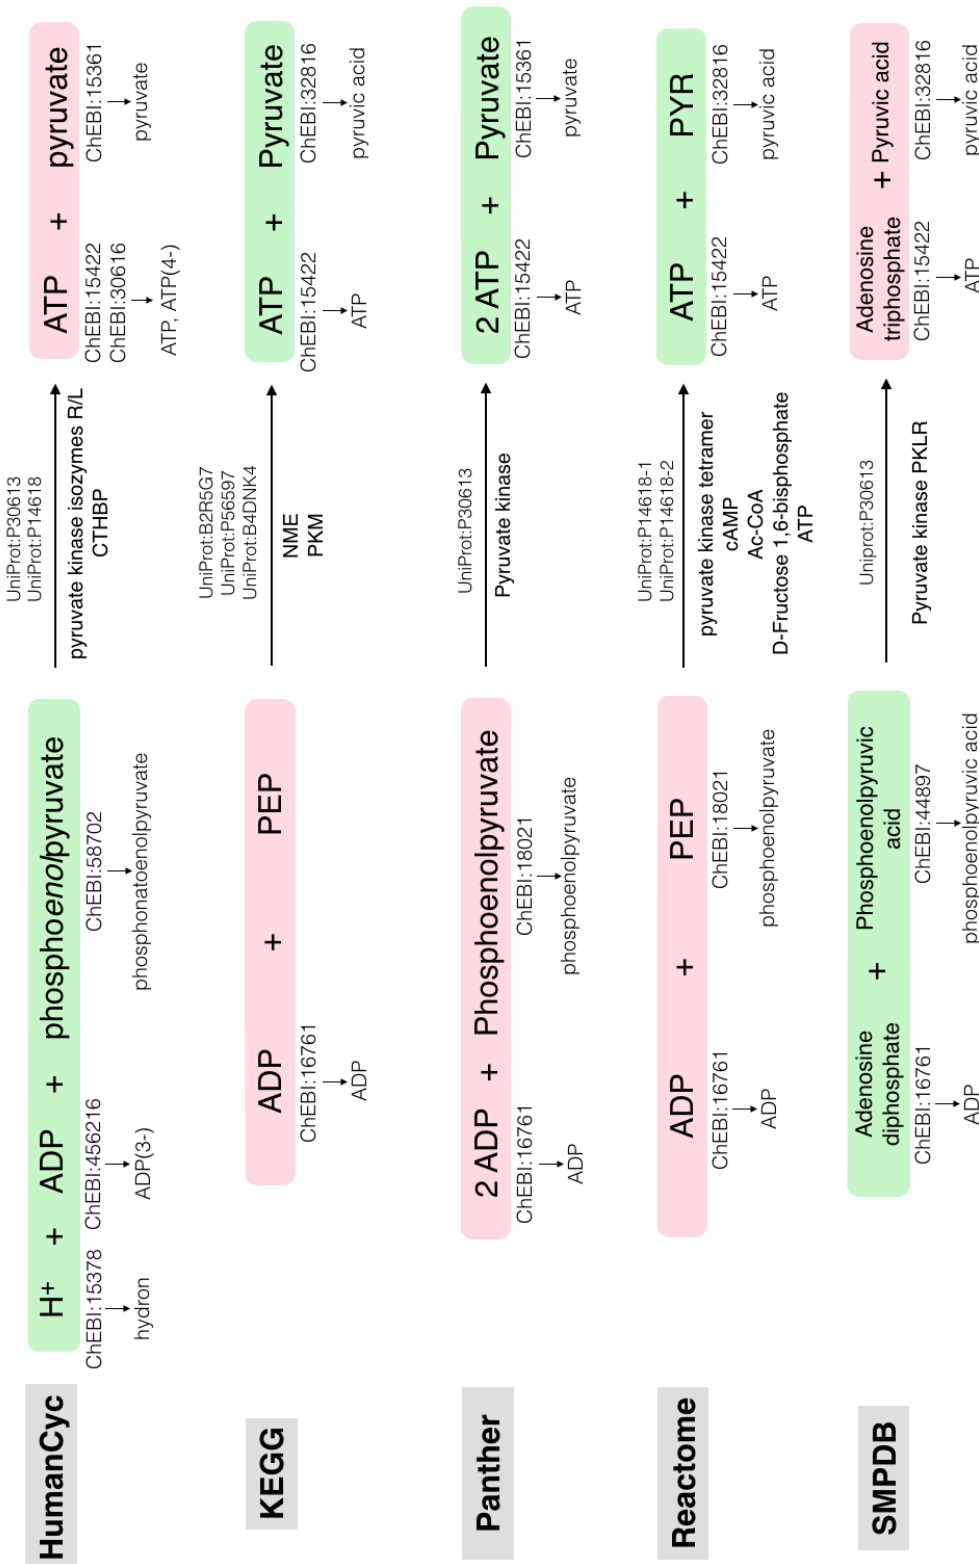 HumanCyc
H+ + ADP + phosphoenolpyruvate
ChEBI:15378
ChEBI:456216
ChEBI:58702
hydron
ADP(3-)
phosphonatoenolpyruvate
UniProt:P30613
UniProt:P14618
pyruvate kinase isozymes R/L
CTHBP
ATP + pyruvate
ChEBI:15422
ChEBI:15361
ChEBI:30616
ATP, ATP(4-)
pyruvate
KEGG
ADP + PEP
ChEBI:16761
ADP
UniProt:B2R5G7
UniProt:P56597
UniProt:B4DNK4
NME
PKM
ATP + Pyruvate
ChEBI:15422
ChEBI:32816
ATP
pyruvic acid
Panther
2 ADP + Phosphoenolpyruvate
ChEBI:16761
ChEBI:18021
ADP
phosphoenolpyruvate
UniProt:P30613
Pyruvate kinase
2 ATP + Pyruvate
ChEBI:15422
ChEBI:15361
ATP
pyruvate
Reactome
ADP + PEP
ChEBI:16761
ChEBI:18021
ADP
phosphoenolpyruvate
UniProt:P14618-1
UniProt:P14618-2
pyruvate kinase tetramer
cAMP
Ac-CoA
D-Fructose 1,6-bisphosphate
ATP
ATP + PYR
ChEBI:15422
ChEBI:32816
ATP
pyruvic acid
SMPDB
Adenosine
diphosphate
+
Phosphoenolpyruvic
acid
ChEBI:16761
ChEBI:44897
ADP
phosphoenolpyruvic acid
Uniprot:P30613
Pyruvate kinase PKLR
Adenosine
triphosphate
+ Pyruvic acid
ChEBI:15422
ChEBI:32816
ATP
pyruvic acid